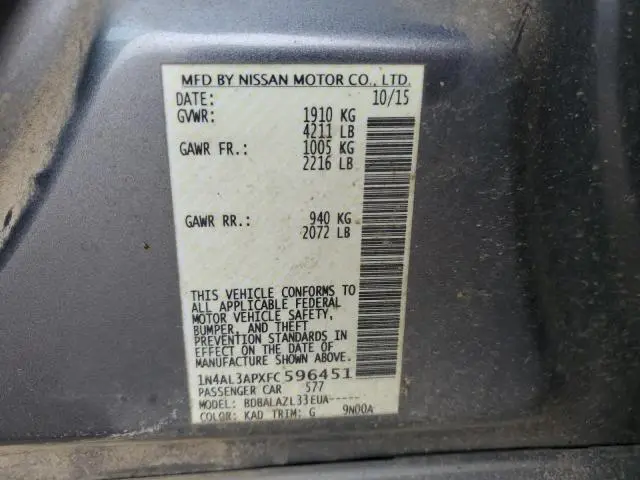 MFD BY NISSAN MOTOR CO., LTD.
DATE: 10/15
GVWR: 1910 KG
4211 LB
GAWR FR.: 1005 KG
2216 LB
GAWR RR.: 940 KG
2072 LB
THIS VEHICLE CONFORMS TO
ALL APPLICABLE FEDERAL
MOTOR VEHICLE SAFETY,
BUMPER, AND THEFT
PREVENTION STANDARDS IN
EFFECT ON THE DATE OF
MANUFACTURE SHOWN ABOVE.
1N4AL3APXFC596451
PASSENGER CAR 577
MODEL: BDBALAZL33EUA-----
COLOR: KAD TRIM: G 9N00A